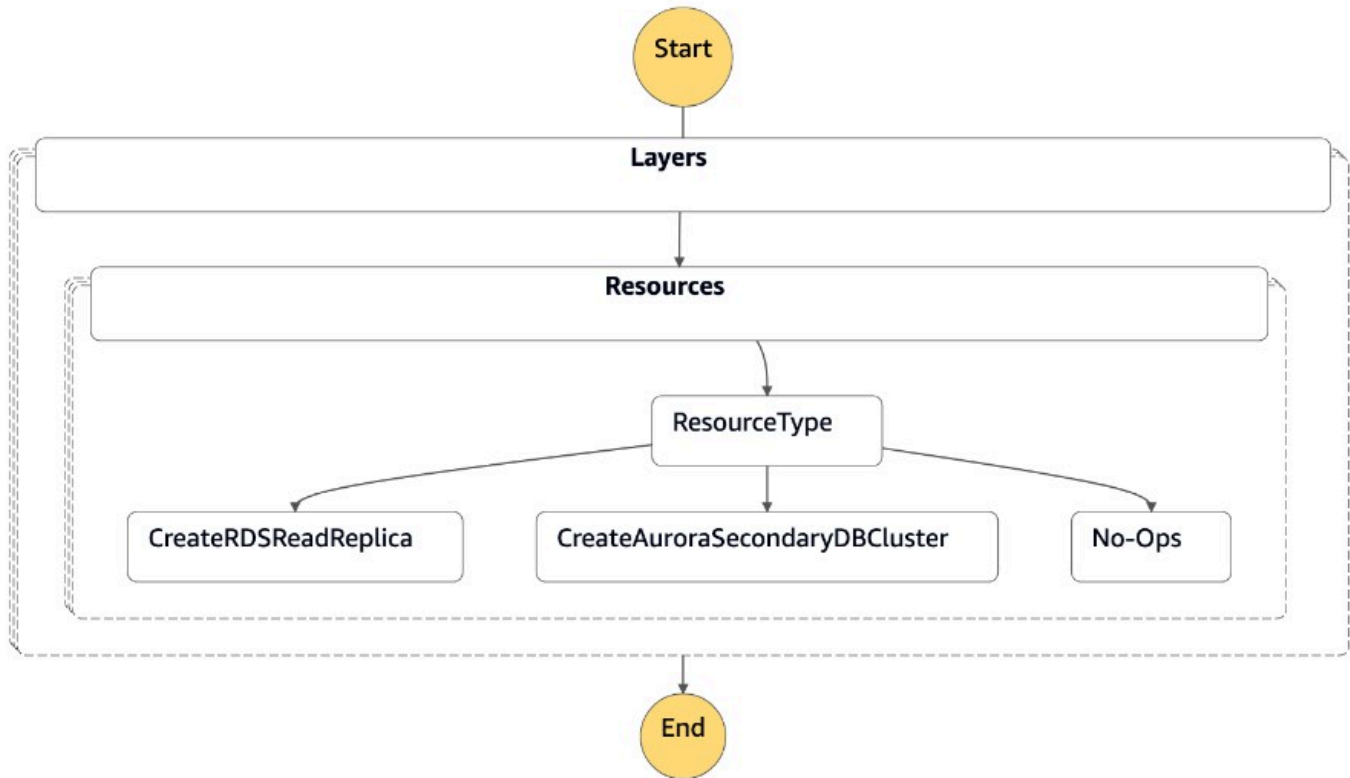 Start
Layers
Resources
ResourceType
CreateRDSReadReplica
CreateAuroraSecondaryDBCluster
No-Ops
End